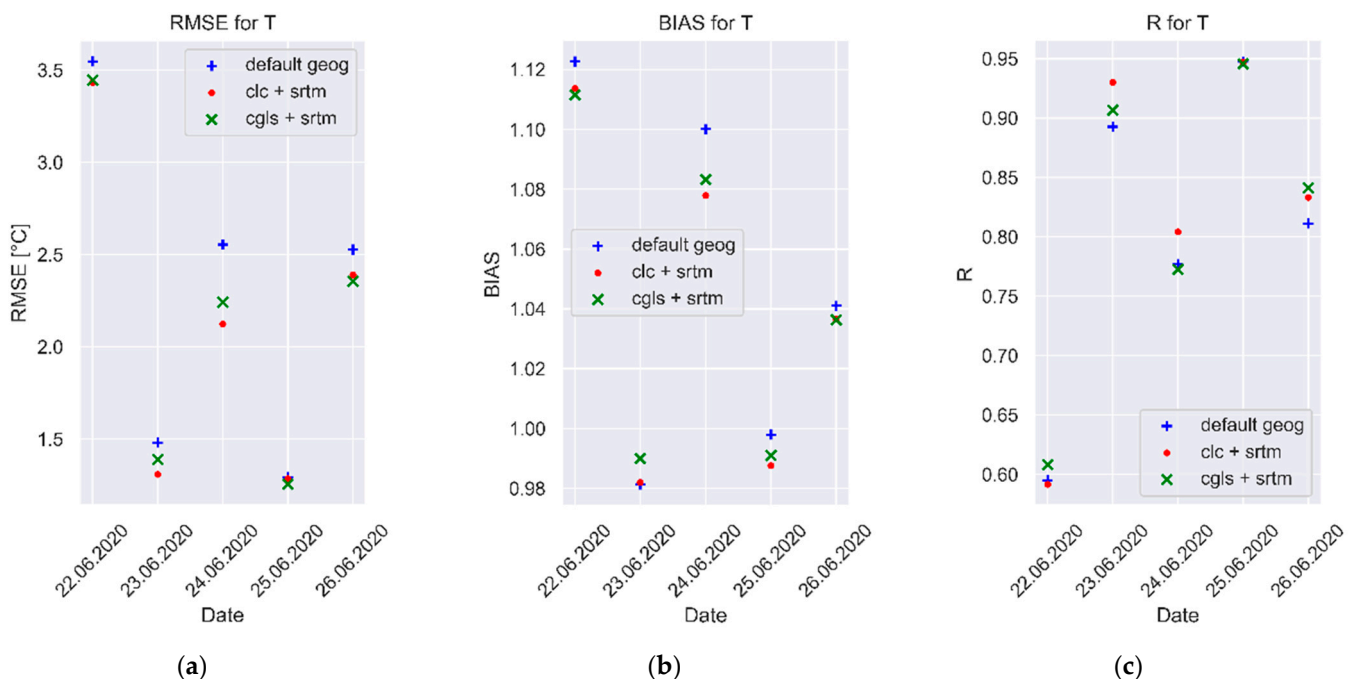 RMSE for T
3.5
3.0
2.5
2.0
1.5
RMSE [°C]
default geog
clc + srtm
cgls + srtm
22.06.2020
23.06.2020
24.06.2020
25.06.2020
26.06.2020
Date
(a)
BIAS for T
1.12
1.10
1.08
1.06
1.04
1.02
1.00
0.98
BIAS
default geog
clc + srtm
cgls + srtm
22.06.2020
23.06.2020
24.06.2020
25.06.2020
26.06.2020
Date
(b)
R for T
0.95
0.90
0.85
0.80
0.75
0.70
0.65
0.60
R
default geog
clc + srtm
cgls + srtm
22.06.2020
23.06.2020
24.06.2020
25.06.2020
26.06.2020
Date
(c)